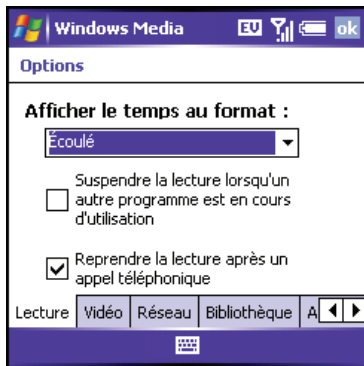 Windows Media EV ok
Options
Afficher le temps au format :
Écoulé
Suspendre la lecture lorsqu'un
autre programme est en cours
d'utilisation
Reprendre la lecture après un
appel téléphonique
Lecture Vidéo Réseau Bibliothèque A